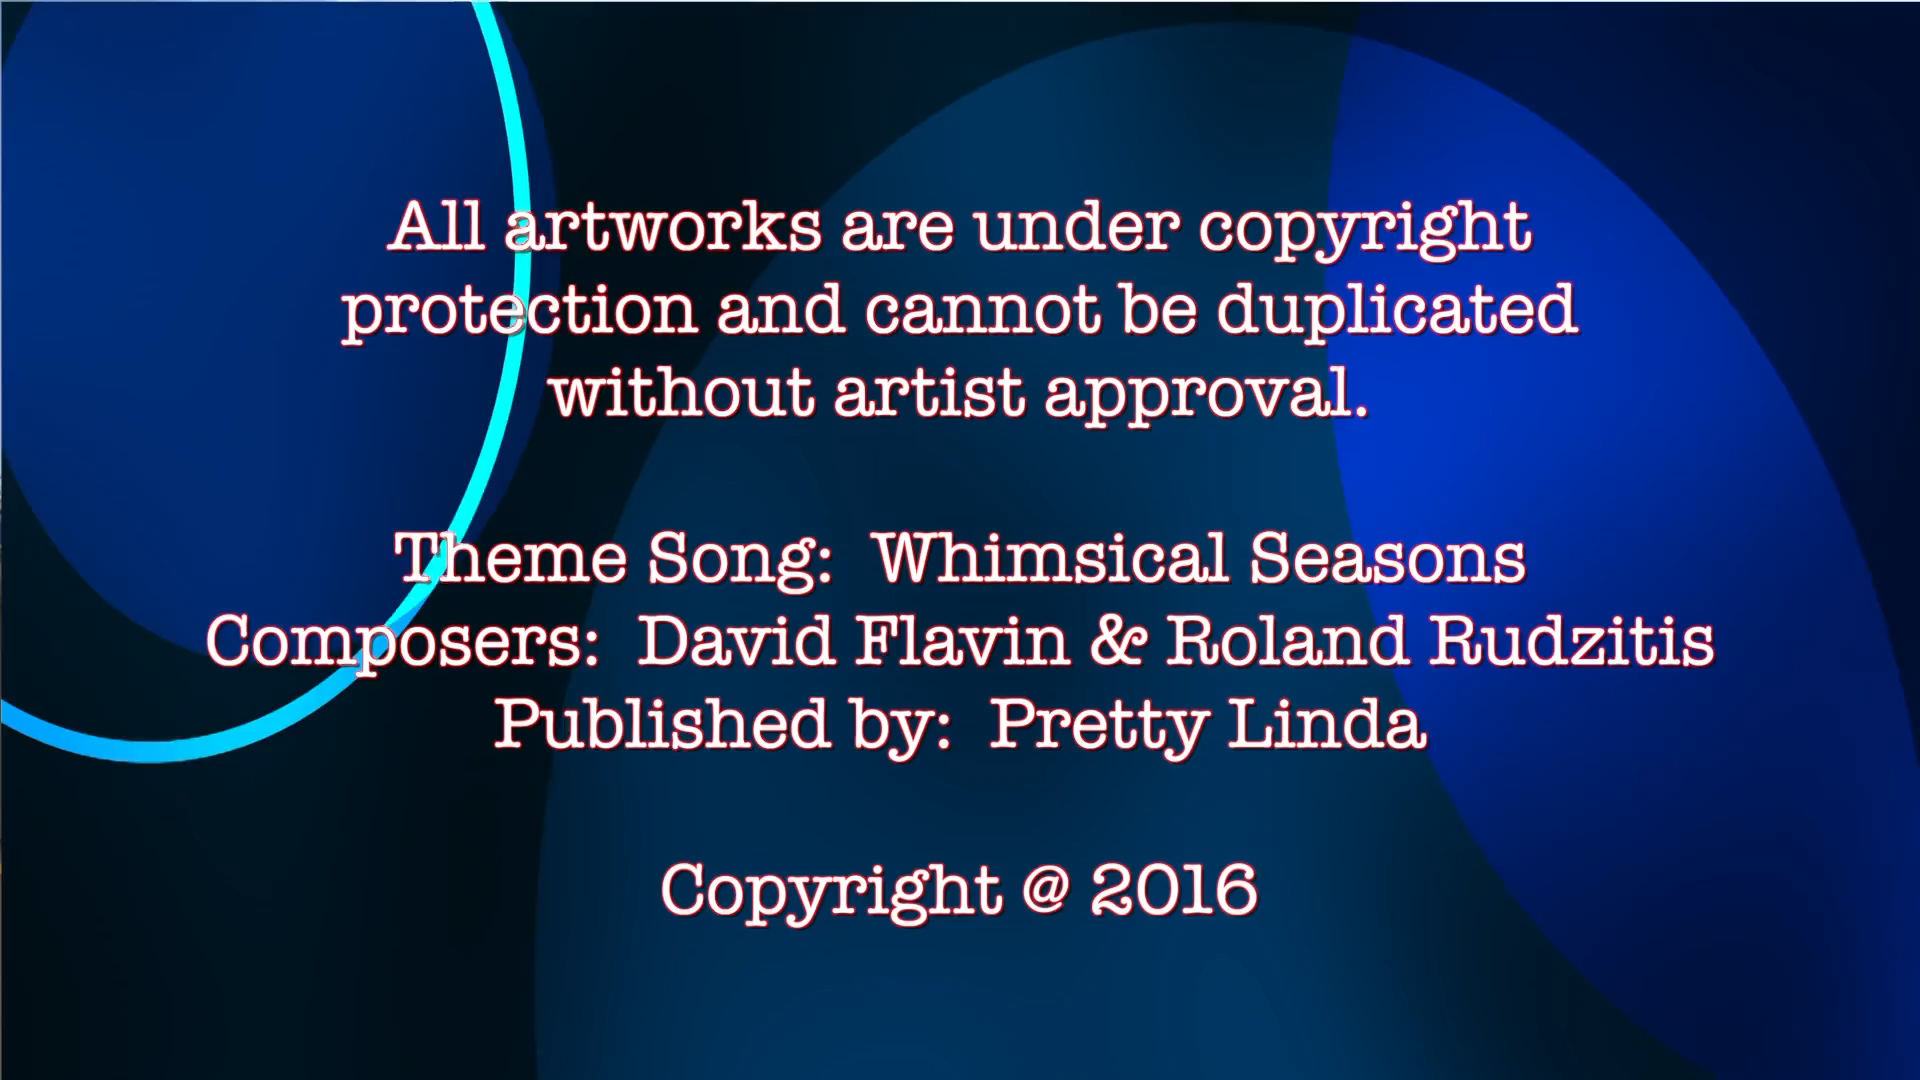 All artworks are under copyright
protection and cannot be duplicated
without artist approval.
Theme Song:  Whimsical Seasons
Composers:  David Flavin & Roland Rudzitis
Published by:  Pretty Linda
Copyright @ 2016